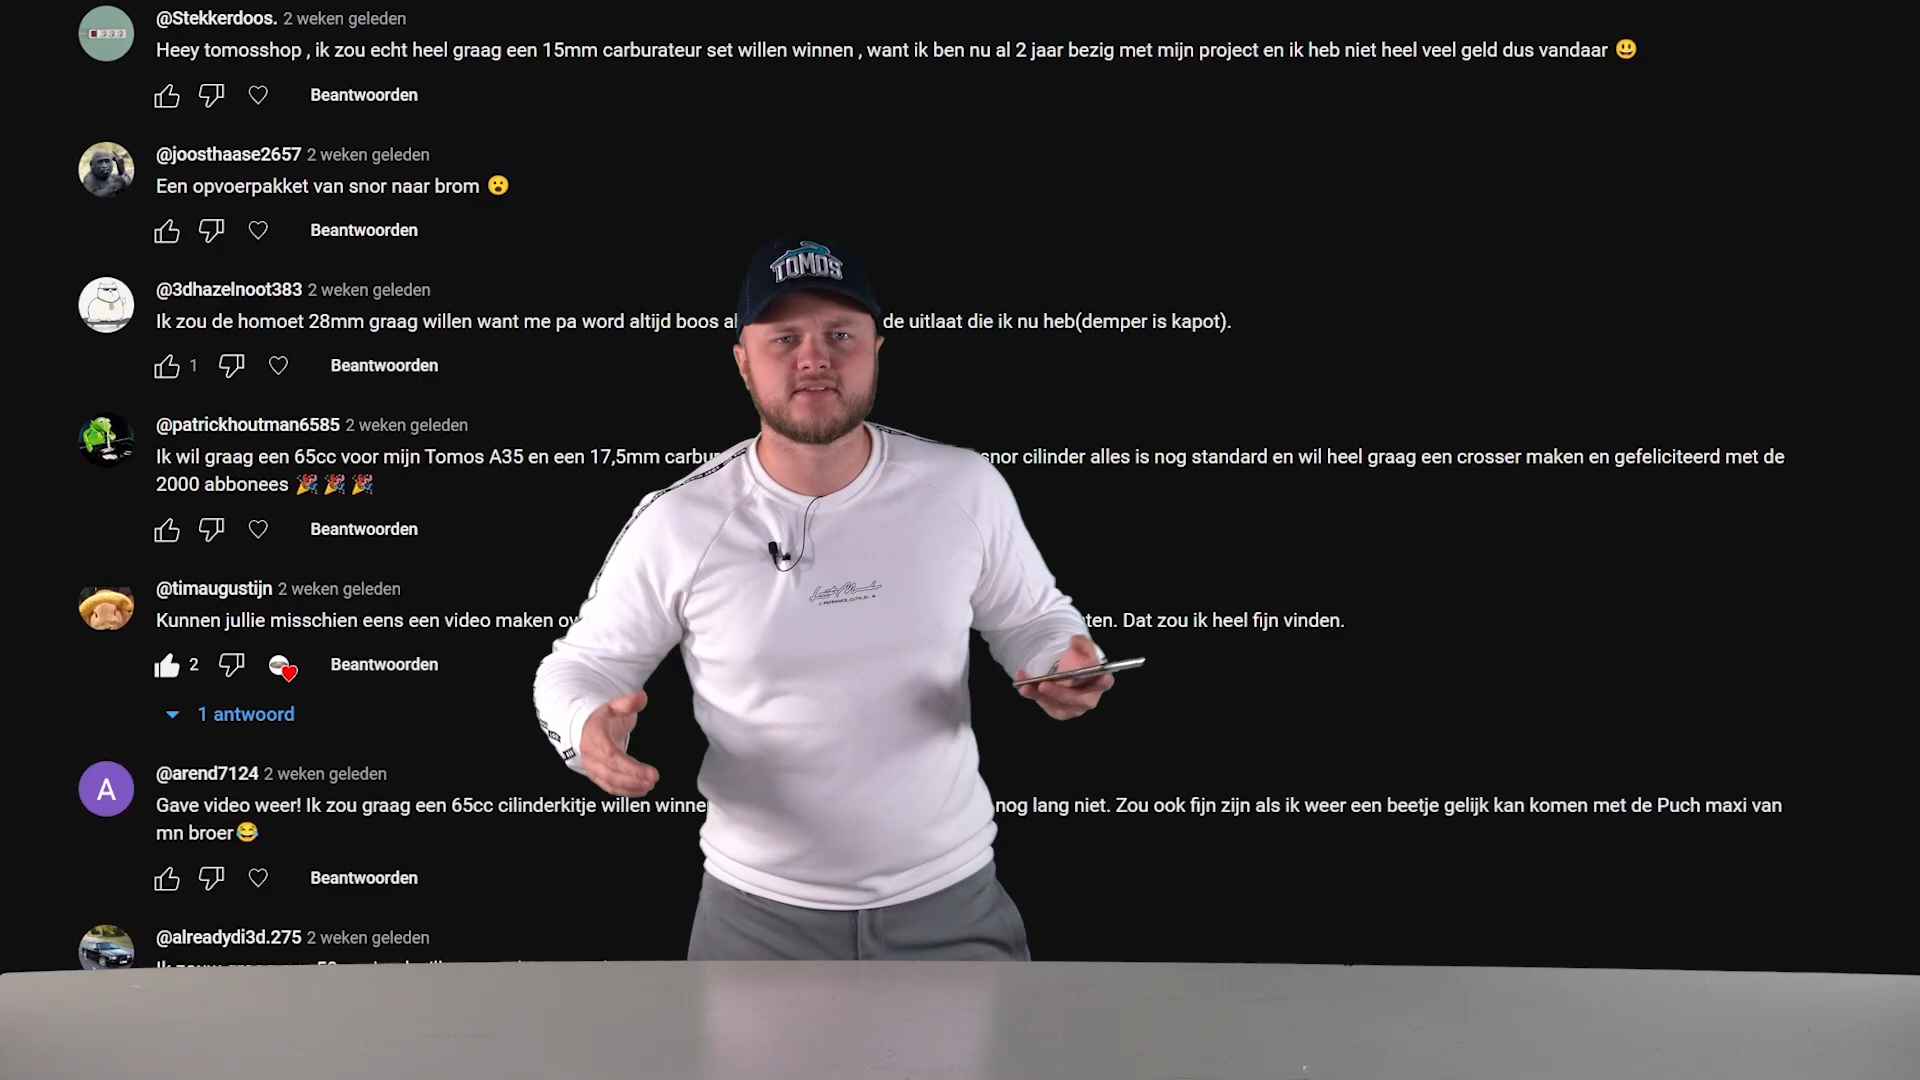 @Stekkerdoos. 2 weken geleden
Heey tomosshop , ik zou echt heel graag een 15mm carburateur set willen winnen , want ik ben nu al 2 jaar bezig met mijn project en ik heb niet heel veel geld dus vandaar 😃
Beantwoorden
@joosthaase2657 2 weken geleden
Een opvoerpakket van snor naar brom 😮
Beantwoorden
TOMOS
@3dhazelnoot383 2 weken geleden
Ik zou de homoet 28mm graag willen want me pa word altijd boos al de uitlaat die ik nu heb(demper is kapot).
1 Beantwoorden
@patrickhoutman6585 2 weken geleden
Ik wil graag een 65cc voor mijn Tomos A35 en een 17,5mm carbu snor cilinder alles is nog standard en wil heel graag een crosser maken en gefeliciteerd met de
2000 abbonees 🎉 🎉 🎉
Beantwoorden
@timaugustijn 2 weken geleden
Kunnen jullie misschien eens een video maken ov ten. Dat zou ik heel fijn vinden.
2 Beantwoorden
1 antwoord
@arend7124 2 weken geleden
A
Gave video weer! Ik zou graag een 65cc cilinderkitje willen winne nog lang niet. Zou ook fijn zijn als ik weer een beetje gelijk kan komen met de Puch maxi van
mn broer😂
Beantwoorden
@alreadydi3d.275 2 weken geleden